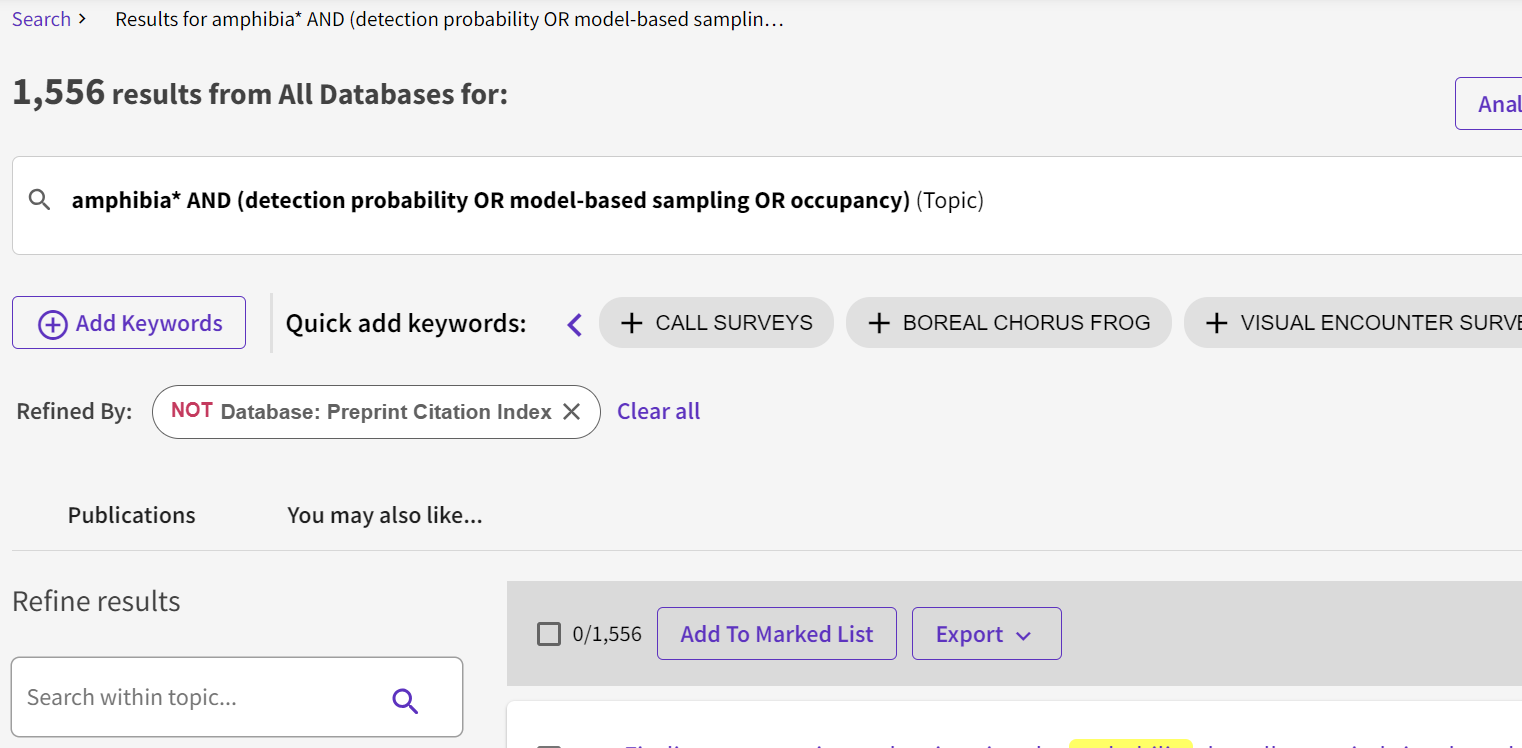 Search > Results for amphibia* AND (detection probability OR model-based samplin…
1,556 results from All Databases for:
Anal
amphibia* AND (detection probability OR model-based sampling OR occupancy) (Topic)
Add Keywords
Quick add keywords:
+ CALL SURVEYS
+ BOREAL CHORUS FROG
+ VISUAL ENCOUNTER SURVE
Refined By:
NOT Database: Preprint Citation Index ×
Clear all
Publications
You may also like...
Refine results
Search within topic...
0/1,556
Add To Marked List
Export